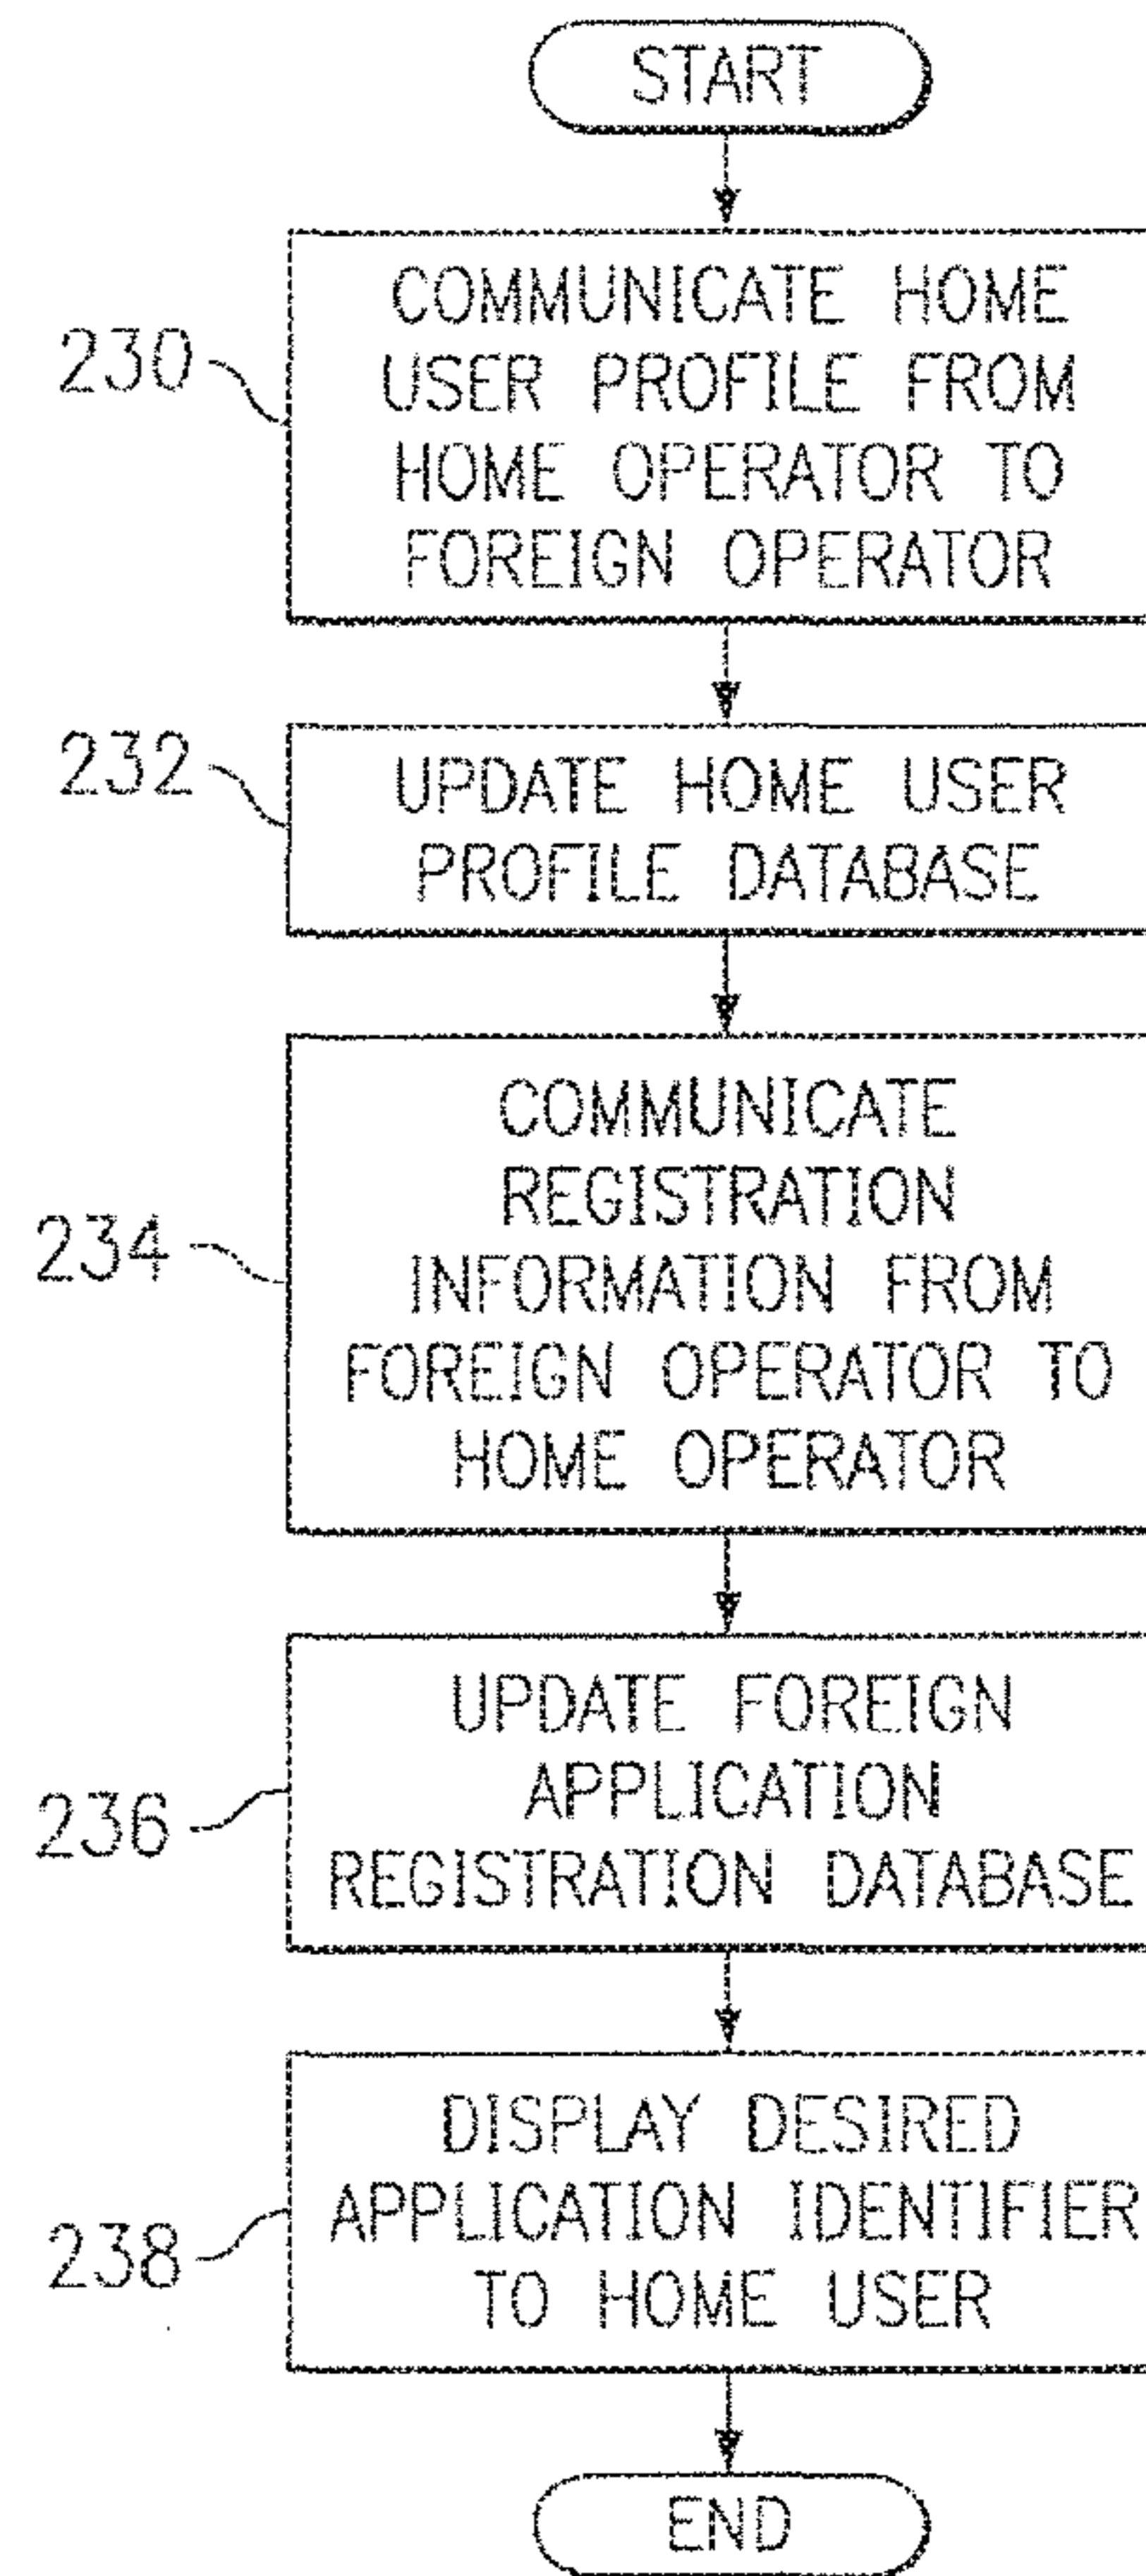 START
230
COMMUNICATE HOME
USER PROFILE FROM
HOME OPERATOR TO
FOREIGN OPERATOR
232
UPDATE HOME USER
PROFILE DATABASE
234
COMMUNICATE
REGISTRATION
INFORMATION FROM
FOREIGN OPERATOR TO
HOME OPERATOR
236
UPDATE FOREIGN
APPLICATION
REGISTRATION DATABASE
238
DISPLAY DESIRED
APPLICATION IDENTIFIER
TO HOME USER
END